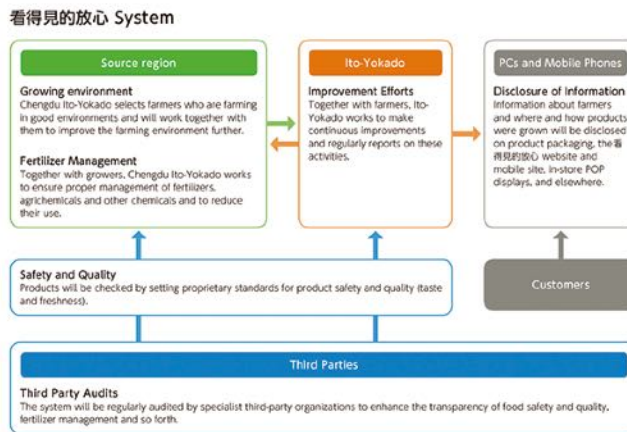 看得見的放心 System
Source region
Growing environment
Chengdu Ito-Yokado selects farmers who are farming
in good environments and will work together with
them to improve the farming environment further.
Fertilizer Management
Together with growers, Chengdu Ito-Yokado works
to ensure proper management of fertilizers,
agrichemicals and other chemicals and to reduce
their use.
Ito-Yokado
Improvement Efforts
Together with farmers, Ito-
Yokado works to make
continuous improvements
and regularly reports on these
activities.
PCs and Mobile Phones
Disclosure of Information
Information about farmers
and where and how products
were grown will be disclosed
on product packaging, the看
得見的放心 website and
mobile site, in-store POP
displays, and elsewhere.
Safety and Quality
Products will be checked by setting proprietary standards for product safety and quality (taste
and freshness).
Customers
Third Parties
Third Party Audits
The system will be regularly audited by specialist third-party organizations to enhance the transparency of food safety and quality,
fertilizer management and so forth.